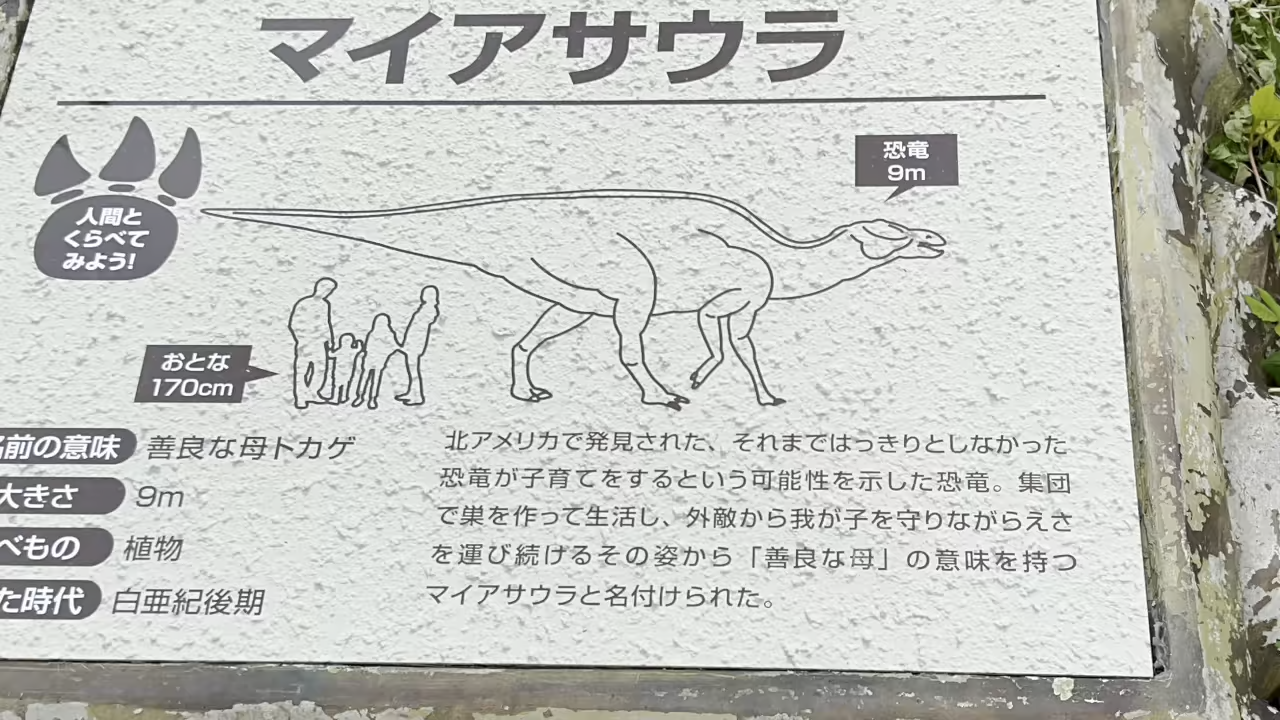 マイアサウラ
人間と
くらべて
みよう!
恐竜
9m
おとな
170cm
名前の意味 善良な母トカゲ
大きさ 9m
べもの 植物
た時代 白亜紀後期
北アメリカで発見された、それまではっきりとしなかった
恐竜が子育てをするという可能性を示した恐竜。集団
で巣を作って生活し、外敵から我が子を守りながらえさ
を運び続けるその姿から「善良な母」の意味を持つ
マイアサウラと名付けられた。